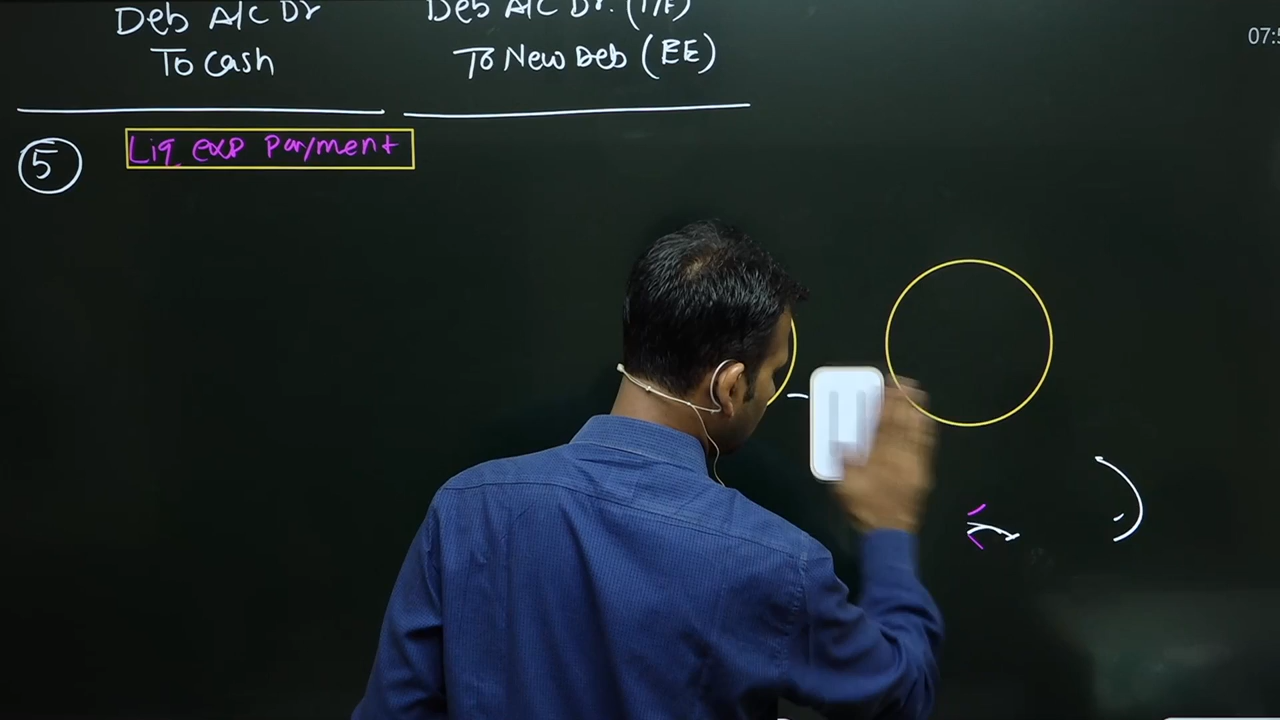 Deb A/C Dr
To Cash
Deb A/C Dr.
To New Deb (EE)
07:5
5
Liq exp Payment